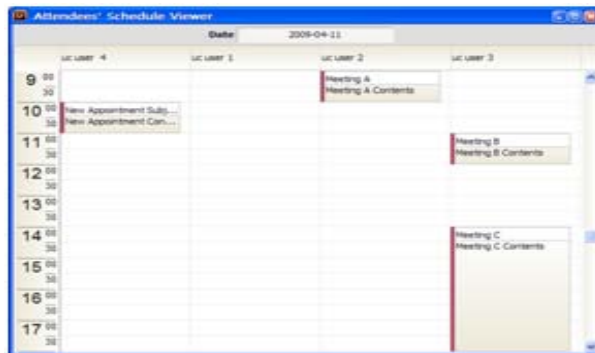 Attendees' Schedule Viewer
Date 2009-04-11
uc user 4 uc user 1 uc user 2 uc user 3
9 00
Meeting A
30
Meeting A Contents
10 00
New Appointment Subj...
30
New Appointment Con...
11 00
Meeting B
30
Meeting B Contents
12 00
30
13 00
30
14 00
Meeting C
30
Meeting C Contents
15 00
30
16 00
30
17 00
30